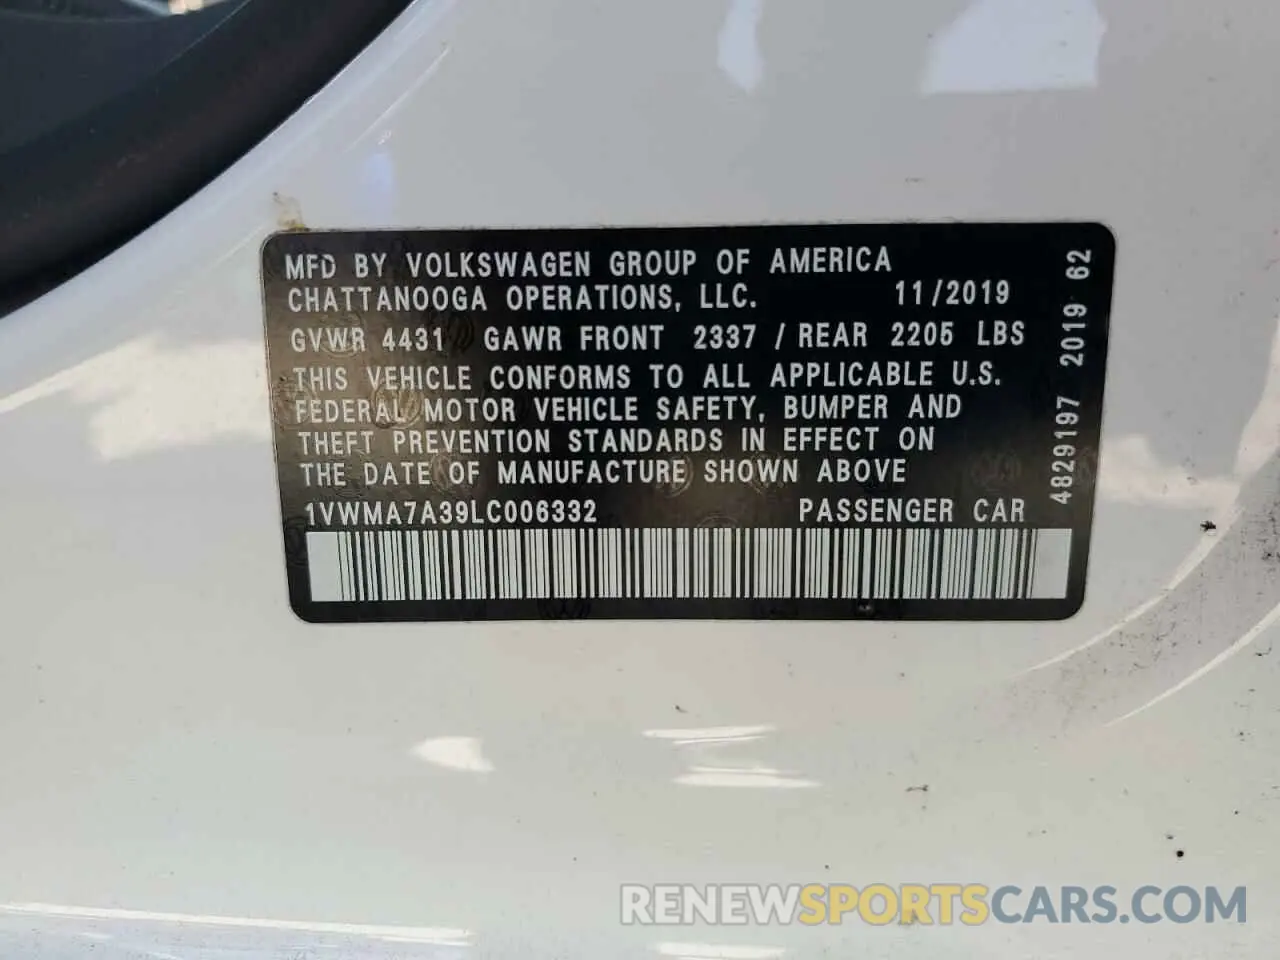 MFD BY VOLKSWAGEN GROUP OF AMERICA
CHATTANOOGA OPERATIONS, LLC. 11/2019
GVWR 4431 GAWR FRONT 2337 / REAR 2205 LBS
THIS VEHICLE CONFORMS TO ALL APPLICABLE U.S.
FEDERAL MOTOR VEHICLE SAFETY, BUMPER AND
THEFT PREVENTION STANDARDS IN EFFECT ON
THE DATE OF MANUFACTURE SHOWN ABOVE
1VWMA7A39LC006332 PASSENGER CAR
4829197 2019 62
RENEWSPORTSCARS.COM